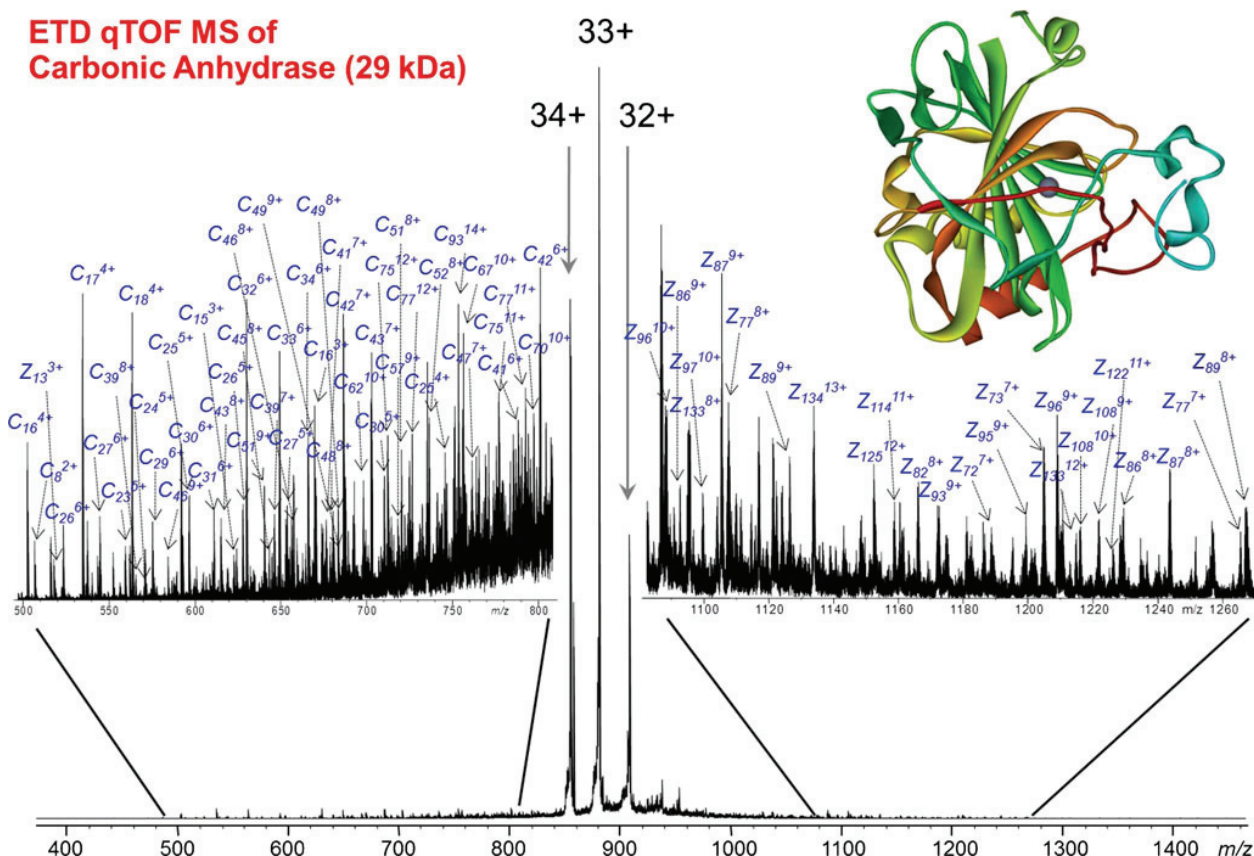 ETD qTOF MS of
Carbonic Anhydrase (29 kDa)
33+
34+
32+
C49 9+
C49 8+
C46 8+
C51 8+
C93 14+
C41 7+
C17 4+
C32 6+
C34 6+
C75 12+
C52 8+
C67 10+
C42 6+
C18 4+
C15 3+
C42 7+
C77 12+
C77 11+
C25 5+
C45 8+
C33 6+
C43 7+
C75 11+
Z13 3+
C39 8+
C26 5+
C16 3+
C57 9+
C47 7+
C70 10+
C24 5+
C43 8+
C39 7+
C62 10+
C25 4+
C41 6+
C16 4+
C27 6+
C30 6+
C51 9+
C27 5+
C30 5+
C8 2+
C29 6+
C31 6+
C48 8+
C26 6+
C23 5+
C46 9+
500 550 600 650 700 750 800
m/z
Z87 9+
Z86 9+
Z77 8+
Z96 10+
Z97 10+
Z89 9+
Z133 8+
Z134 13+
Z114 11+
Z125 12+
Z82 8+
Z93 9+
Z122 11+
Z89 8+
Z73 7+
Z96 9+
Z108 9+
Z77 7+
Z95 9+
Z108 10+
Z72 7+
Z133 12+
Z86 8+
Z87 8+
1100 1120 1140 1160 1180 1200 1220 1240 m/z 1260
400 500 600 700 800 900 1000 1100 1200 1300 1400 m/z